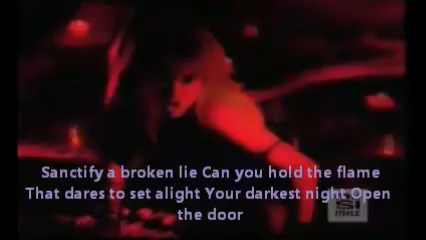 Sanctify a broken lie Can you hold the flame
That dares to set alight Your darkest night Open
the door